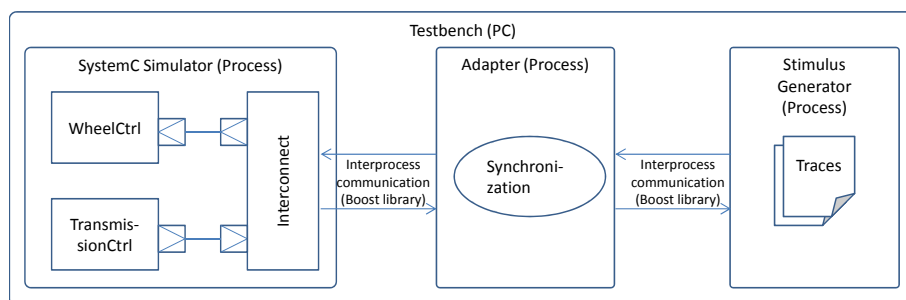 Testbench (PC)
SystemC Simulator (Process)
WheelCtrl
Transmis-
sionCtrl
Interconnect
Interprocess
communication
(Boost library)
Adapter (Process)
Synchroni-
zation
Interprocess
communication
(Boost library)
Stimulus
Generator
(Process)
Traces